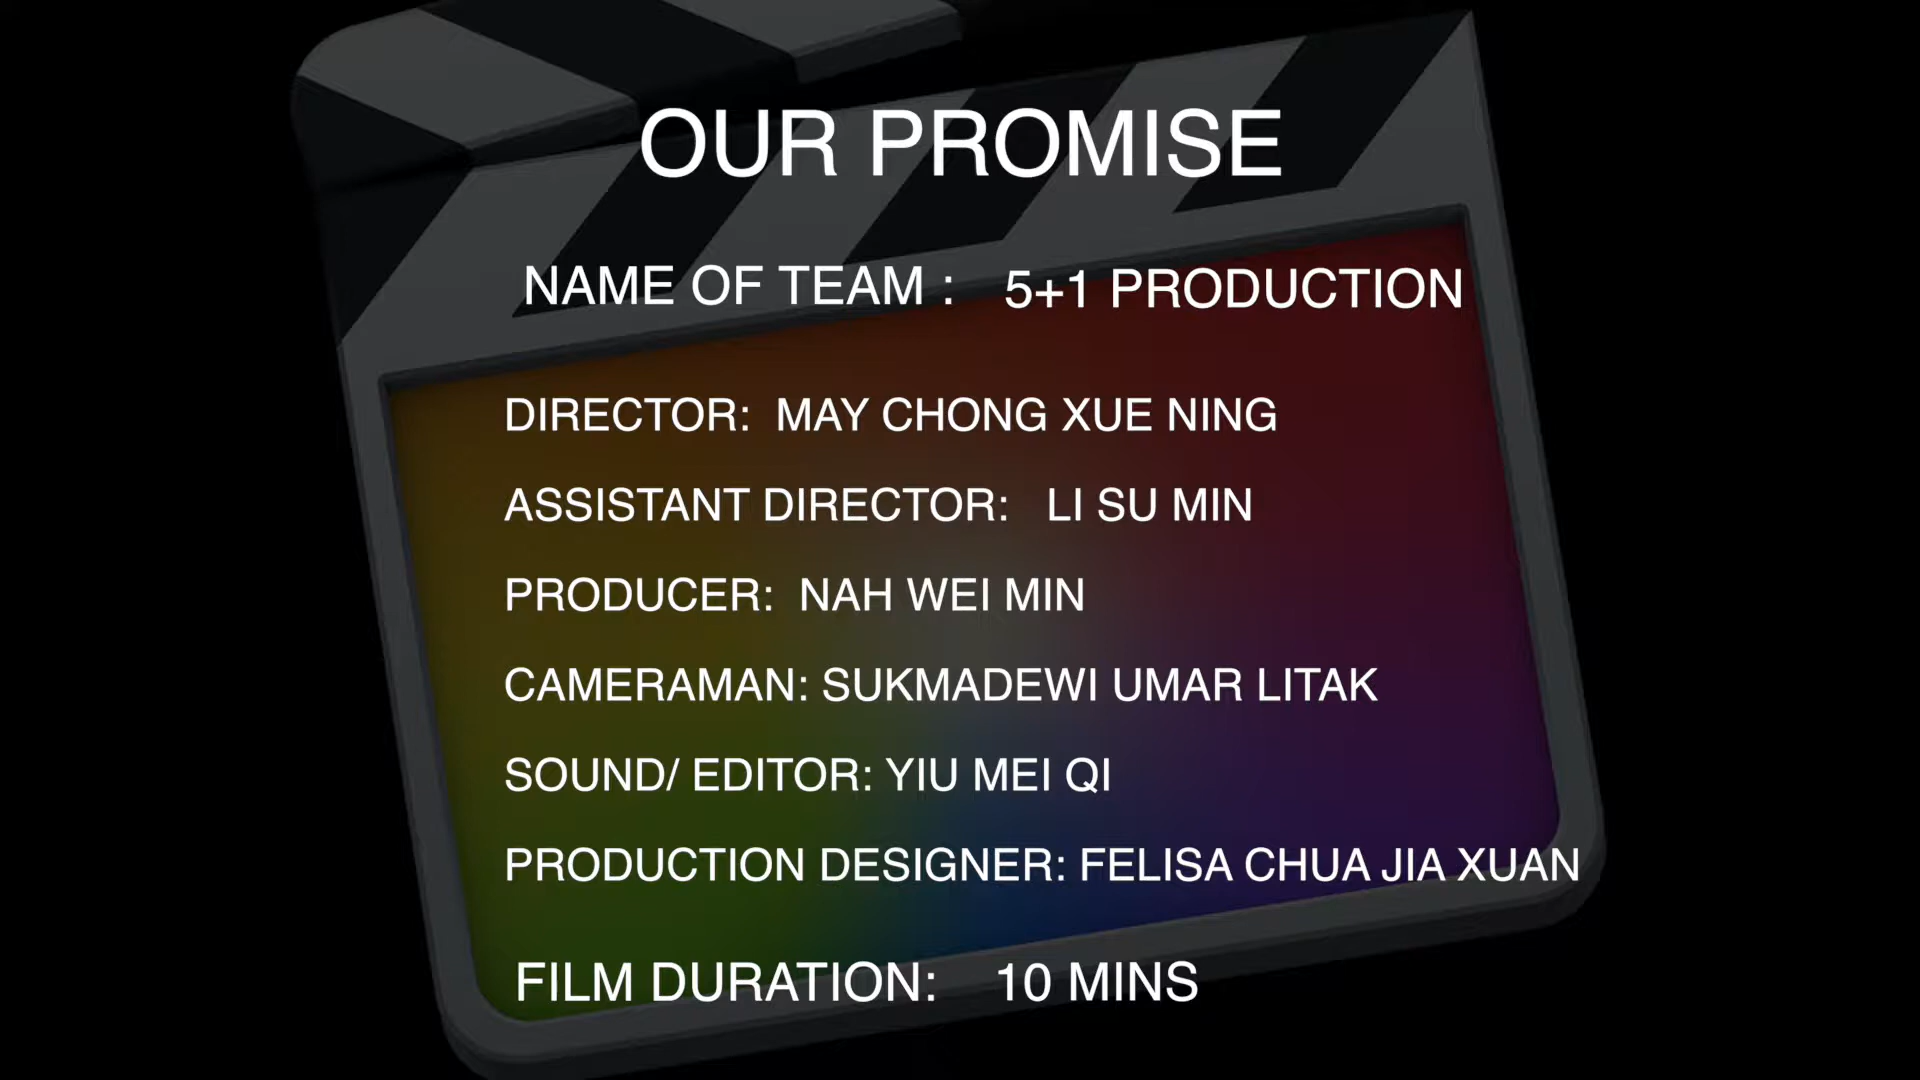 OUR PROMISE
NAME OF TEAM : 5+1 PRODUCTION
DIRECTOR: MAY CHONG XUE NING
ASSISTANT DIRECTOR: LI SU MIN
PRODUCER: NAH WEI MIN
CAMERAMAN: SUKMADEWI UMAR LITAK
SOUND/ EDITOR: YIU MEI QI
PRODUCTION DESIGNER: FELISA CHUA JIA XUAN
FILM DURATION: 10 MINS